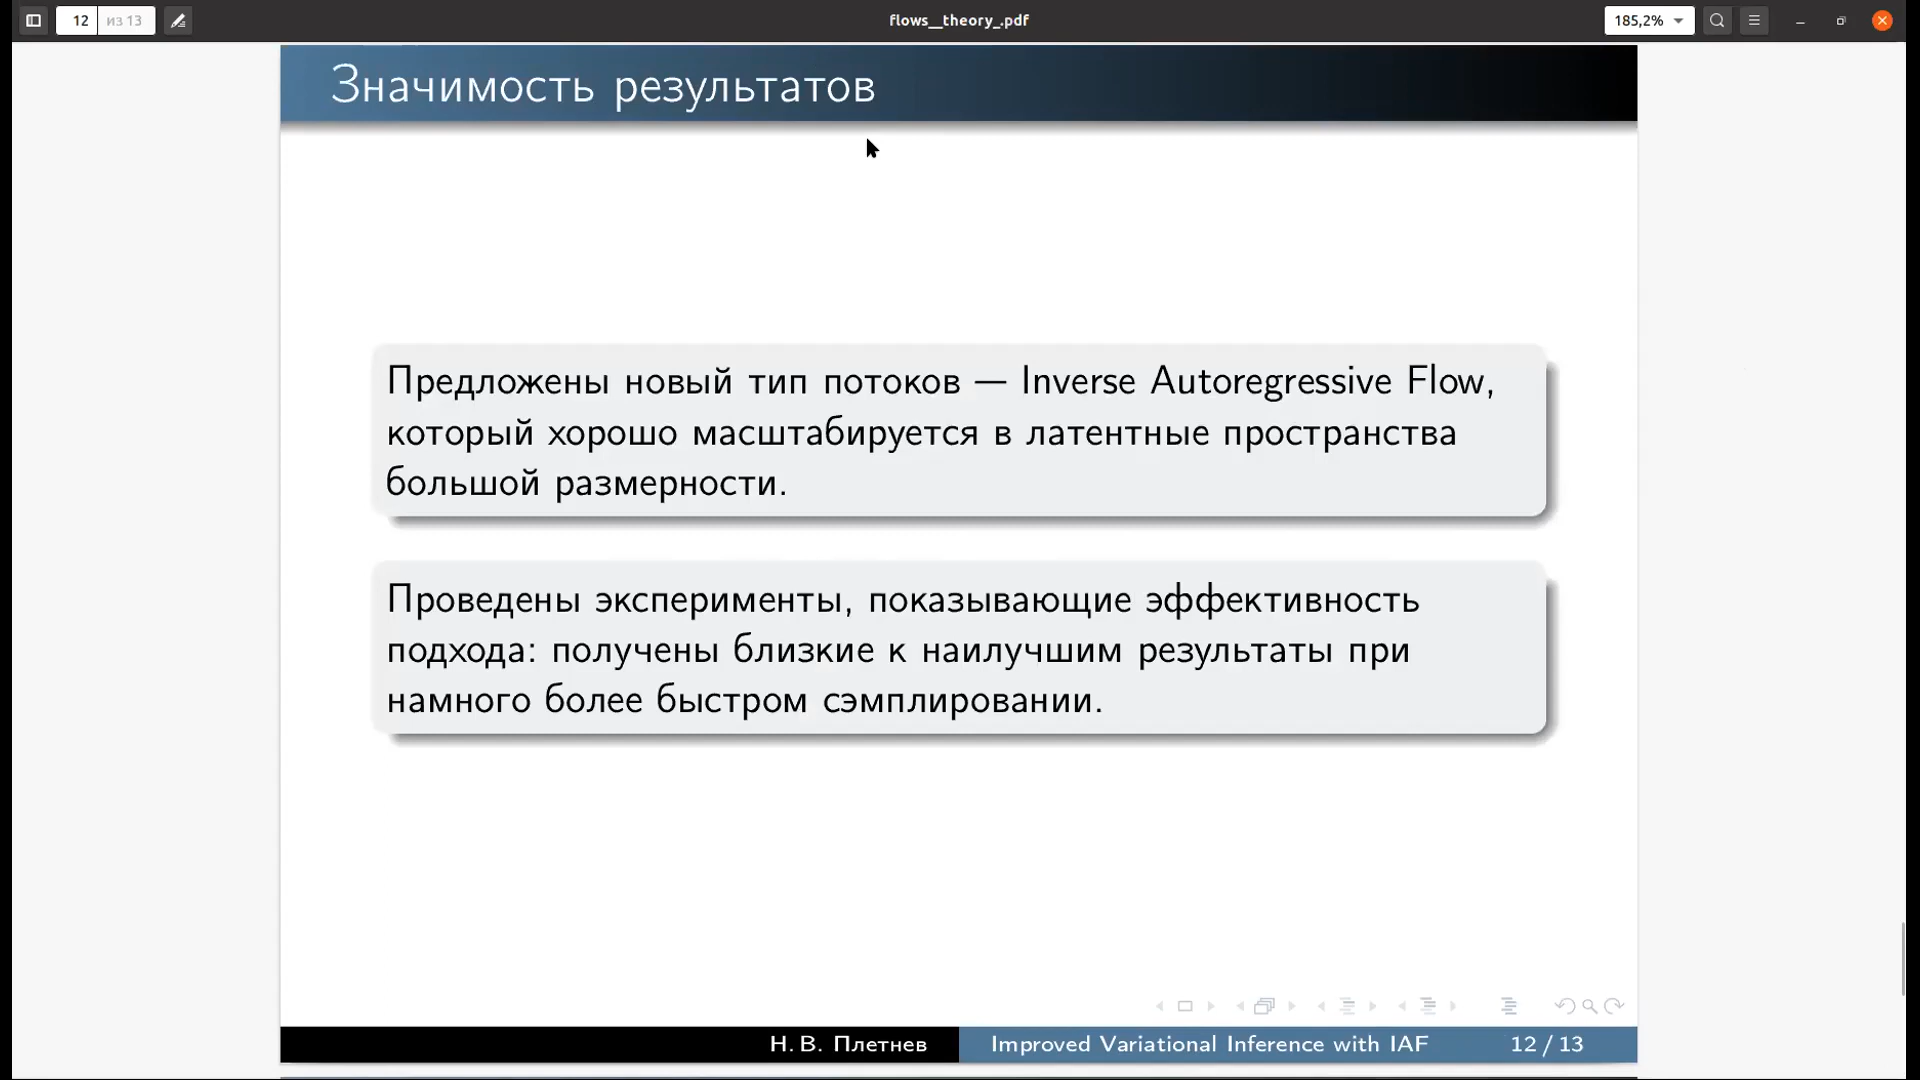 12 из 13
flows__theory_.pdf
185,2%
Значимость результатов
Предложены новый тип потоков — Inverse Autoregressive Flow,
который хорошо масштабируется в латентные пространства
большой размерности.
Проведены эксперименты, показывающие эффективность
подхода: получены близкие к наилучшим результаты при
намного более быстром сэмплировании.
Н. В. Плетнев
Improved Variational Inference with IAF
12 / 13